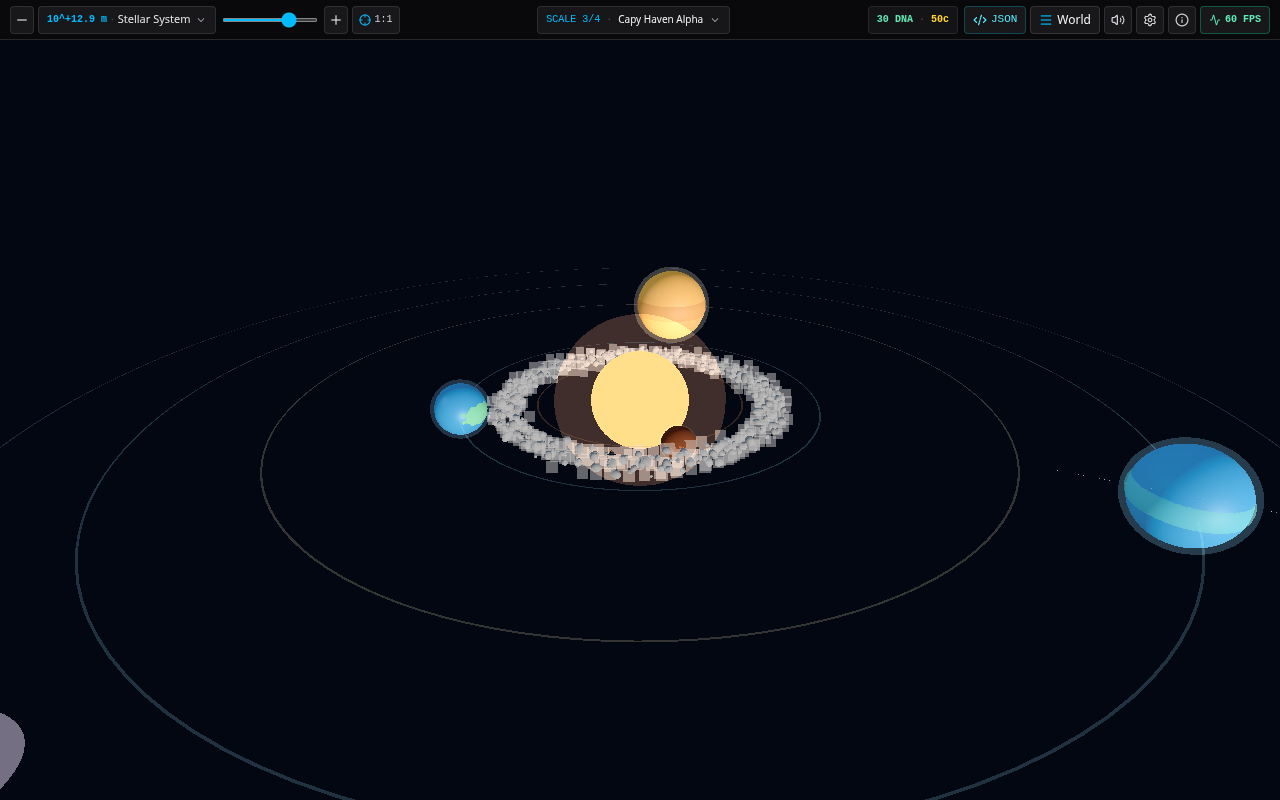 10^+12.9 m · Stellar System
1:1
SCALE 3/4 · Capy Haven Alpha
30 DNA · 50c
JSON
World
60 FPS